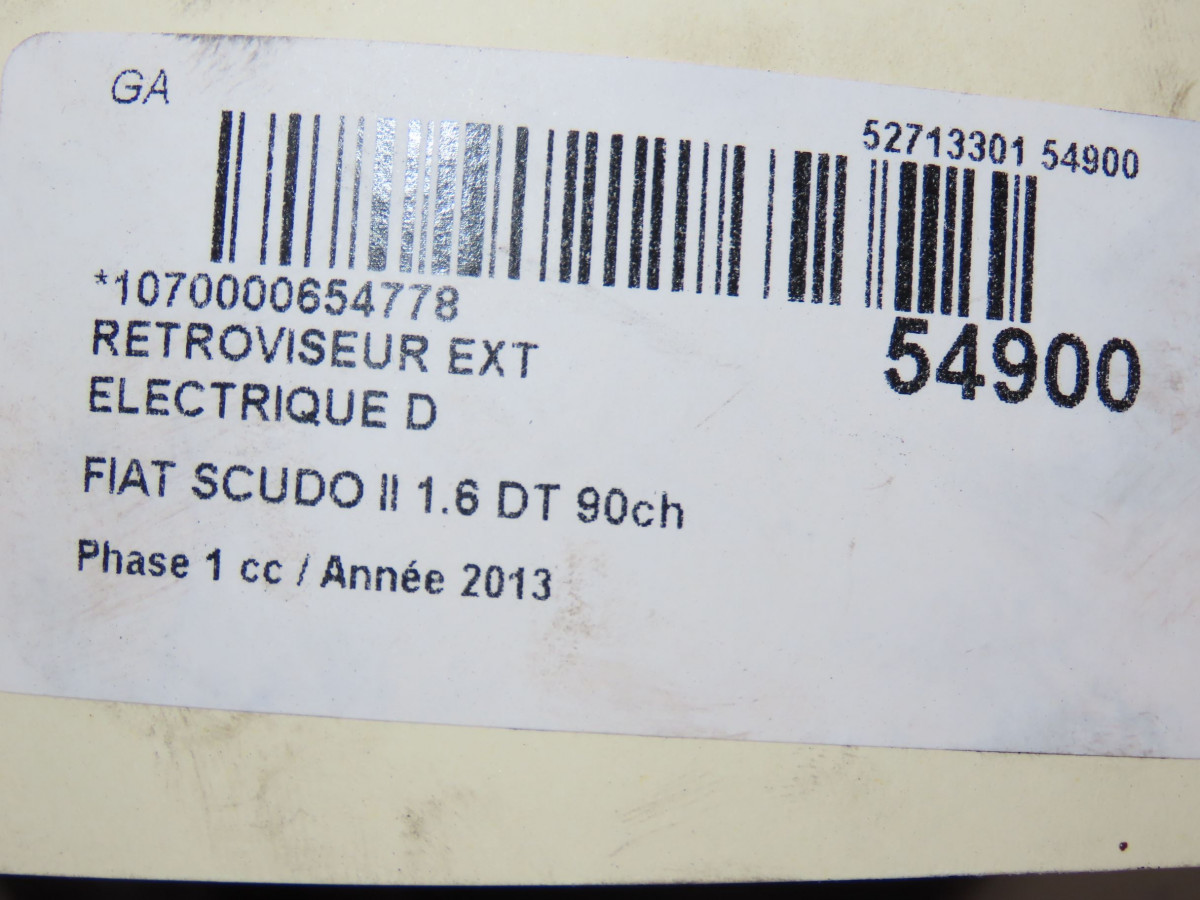 GA
52713301 54900
*1070000654778
54900
RETROVISEUR EXT
ELECTRIQUE D
FIAT SCUDO II 1.6 DT 90ch
Phase 1 cc / Année 2013